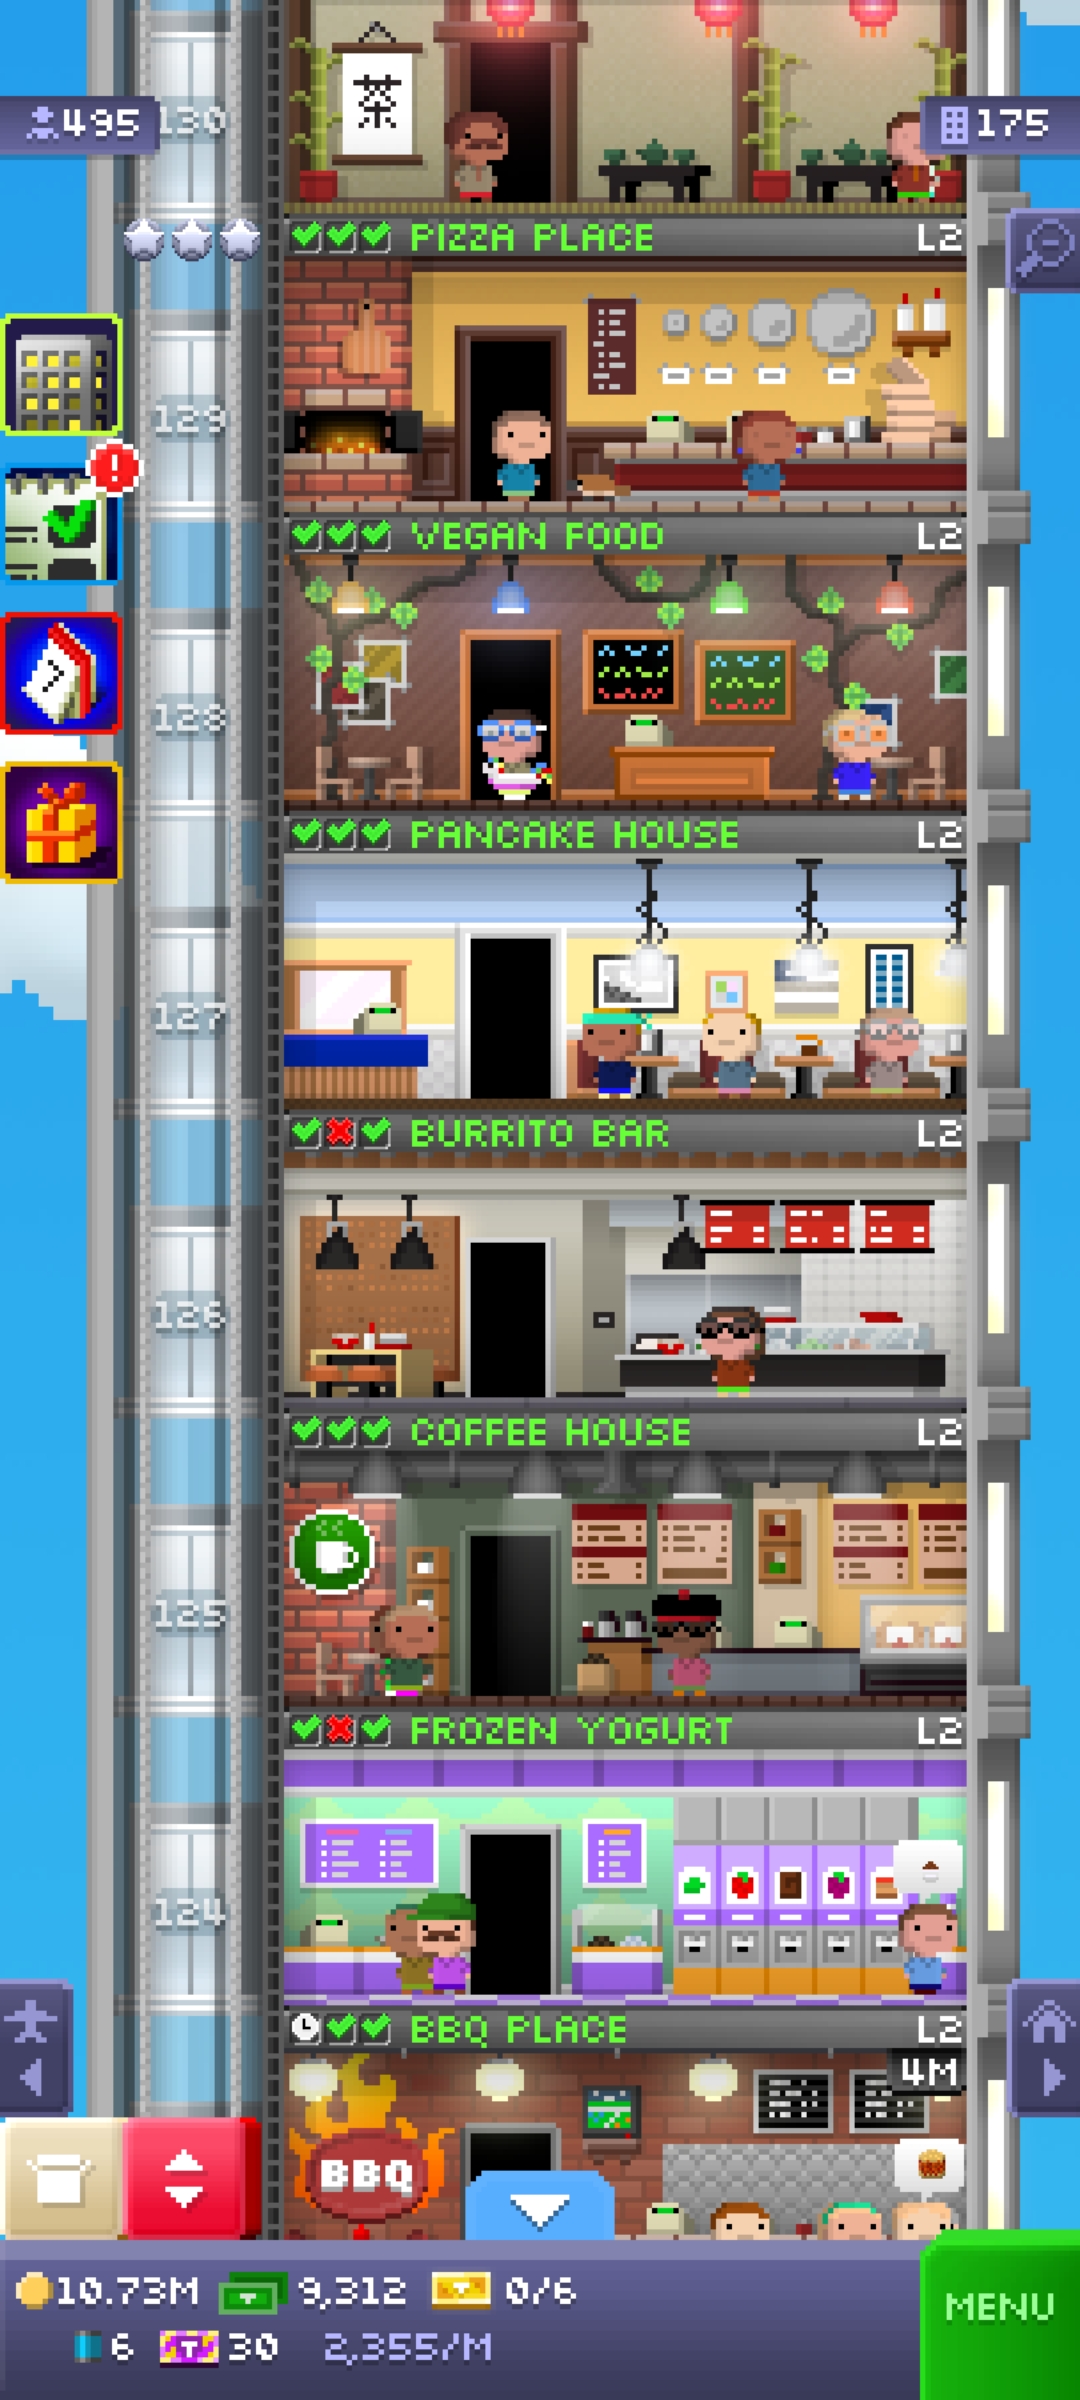 茶
495
130
175
PIZZA PLACE L2
129
VEGAN FOOD L2
128
PANCAKE HOUSE L2
127
BURRITO BAR L2
126
COFFEE HOUSE L2
125
FROZEN YOGURT L2
124
BBQ PLACE L2
4M
BBQ
10.73M 9,312 0/6
MENU
6 T 30 2,355/M